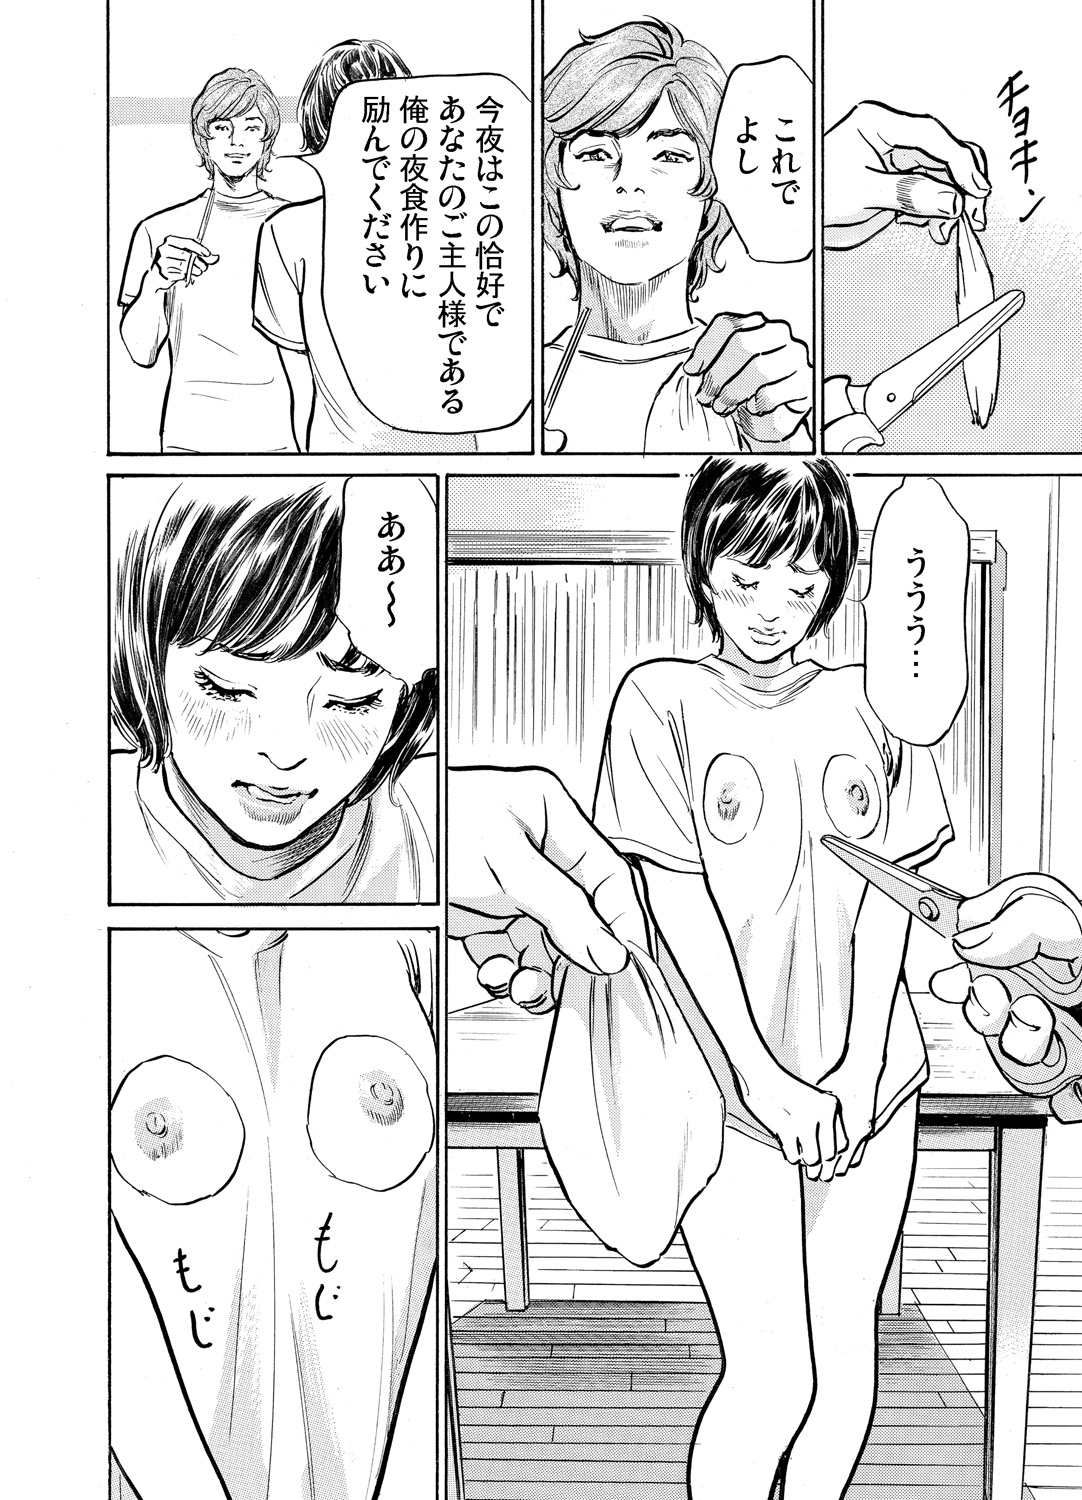 チョキン
これで
よし
今夜はこの恰好で
あなたのご主人様である
俺の夜食作りに
励んでください
ううう…
ああ〜
もじ
もじ